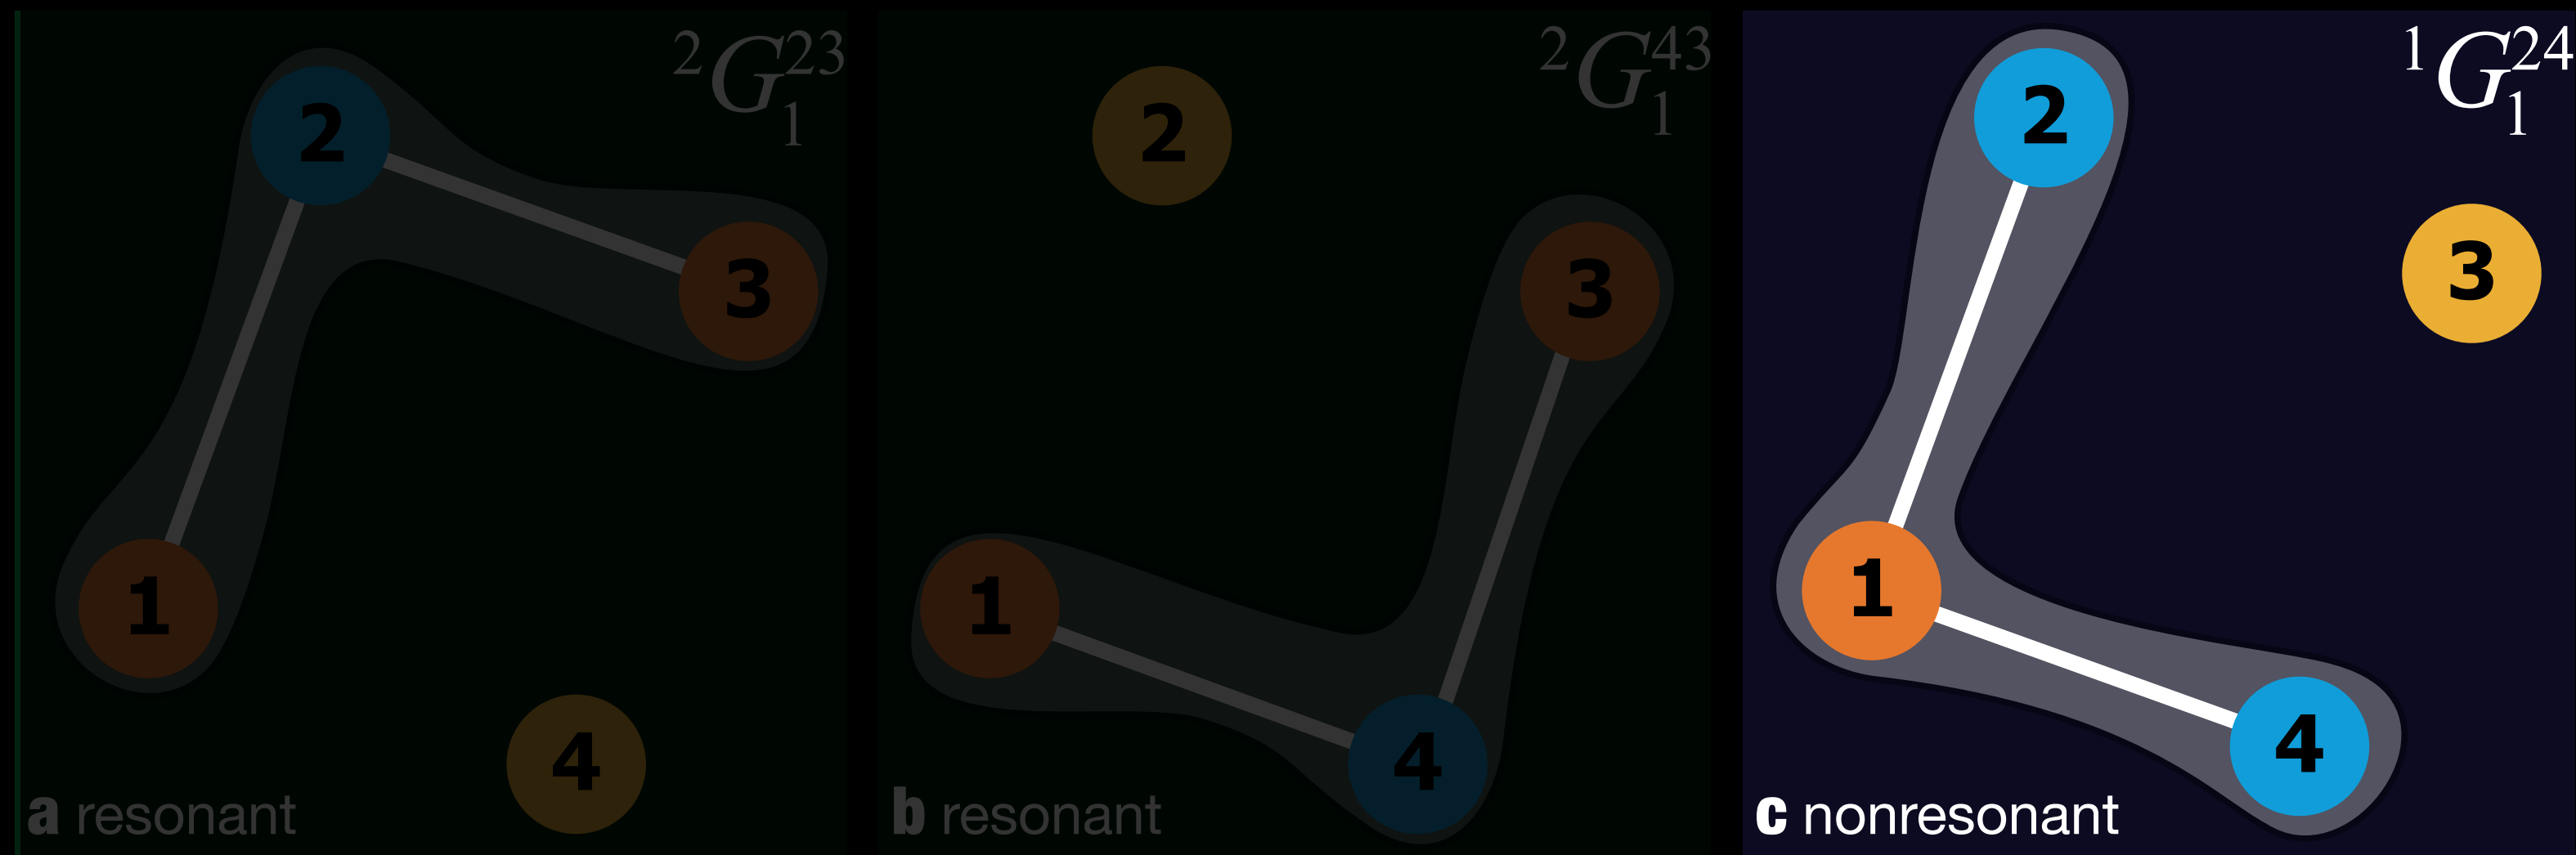 ²G₁²³
2
3
1
4
a resonant
²G₁⁴³
2
3
1
4
b resonant
¹G₁²⁴
2
3
1
4
c nonresonant